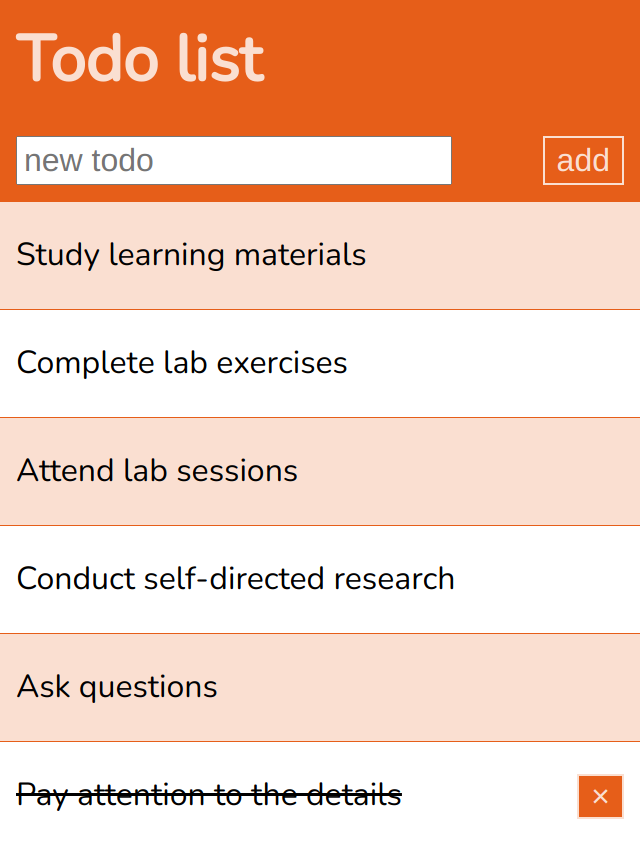 Todo list
new todo
add
Study learning materials
Complete lab exercises
Attend lab sessions
Conduct self-directed research
Ask questions
Pay attention to the details
×